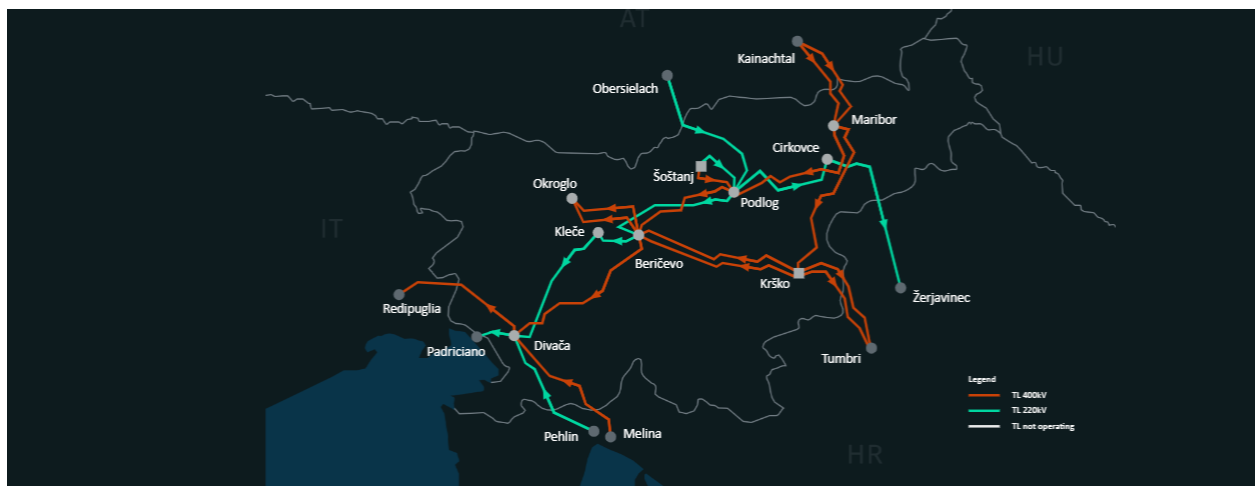 AT
HU
Kainachtal
Obersielach
Maribor
Cirkovce
Šoštanj
Okroglo
Podlog
IT
Kleče
Beričevo
Krško
Žerjavinec
Redipuglia
Padriciano
Divača
Tumbri
Legend
TL 400kV
TL 220kV
TL not operating
Pehlin
Melina
HR